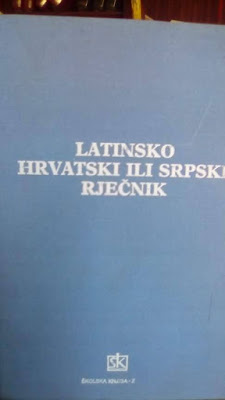 LATINSKO
HRVATSKI ILI SRPSKI
RJEČNIK
ŠK
ŠKOLSKA KNJIGA-Z